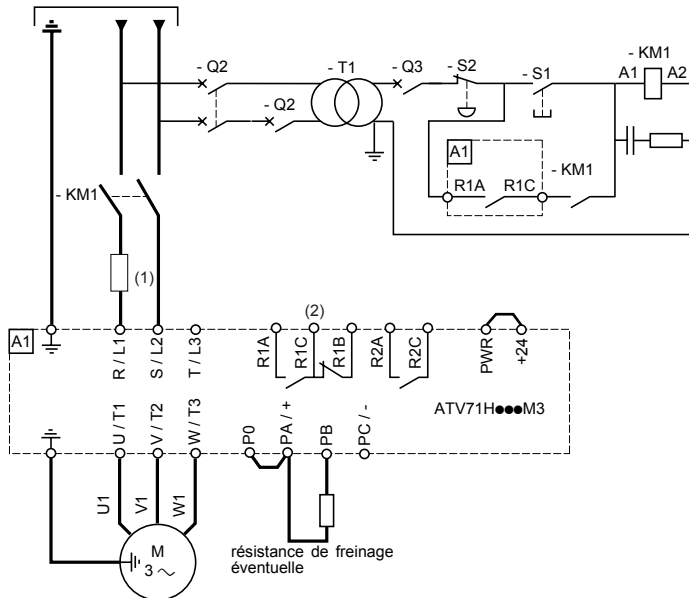 - Q2
- T1
- Q3
- S2
- S1
- KM1
A1
A2
- Q2
A1
R1A
R1C
- KM1
- KM1
(1)
(2)
A1
R / L1
S / L2
T / L3
R1A
R1C
R1B
R2A
R2C
PWR
+24
ATV71H●●●M3
U / T1
V / T2
W / T3
P0
PA / +
PB
PC / -
U1
V1
W1
M
3 ~
résistance de freinage
éventuelle